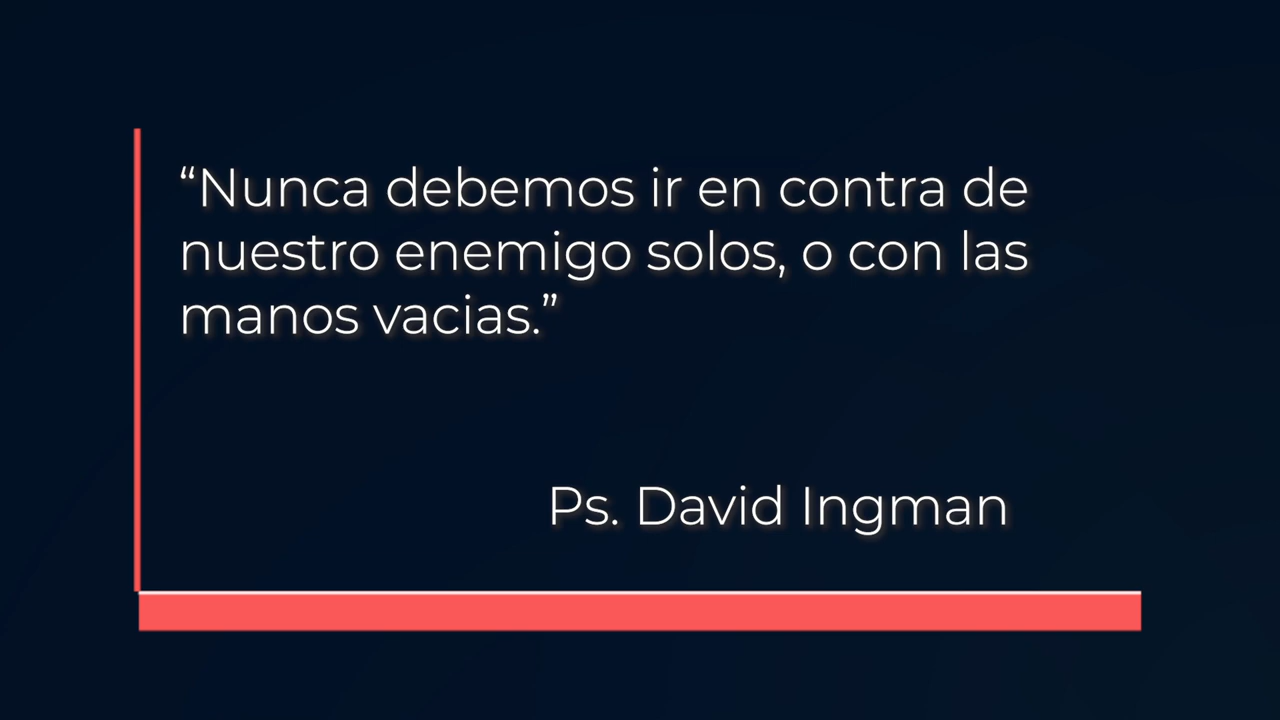 “Nunca debemos ir en contra de
nuestro enemigo solos, o con las
manos vacias.”
Ps. David Ingman